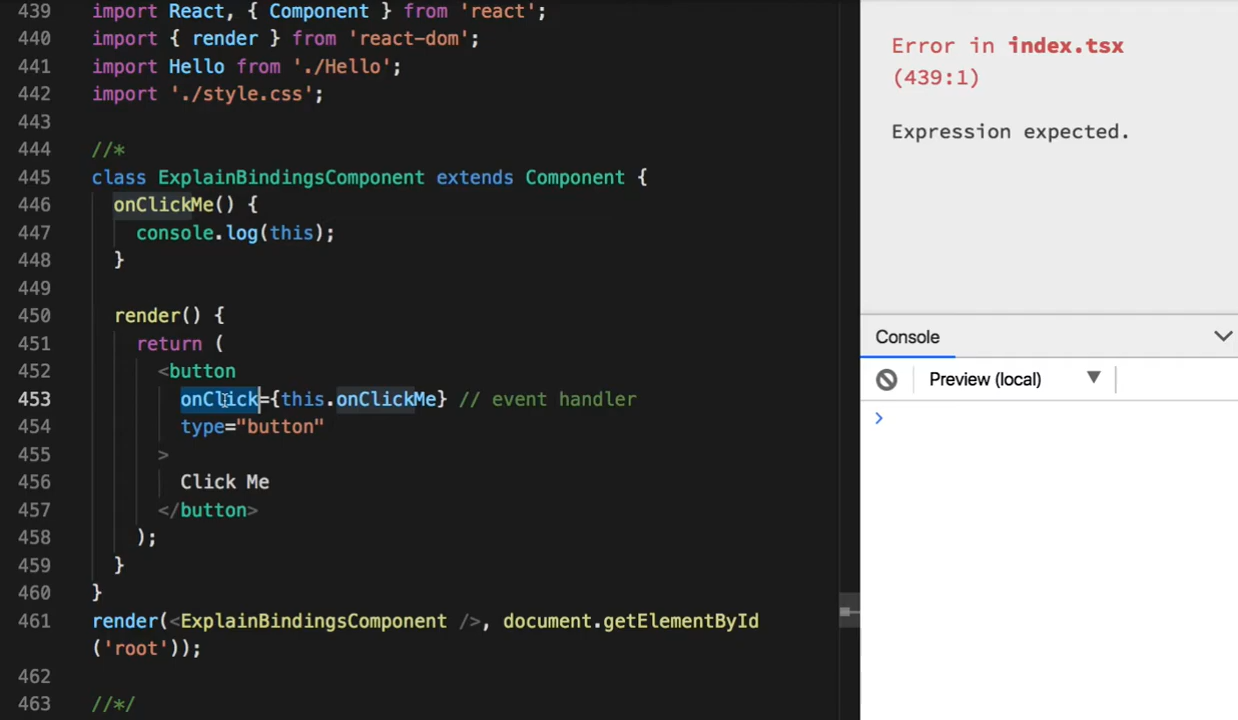 439 import React, { Component } from 'react';
440 import { render } from 'react-dom';
441 import Hello from './Hello';
442 import './style.css';
443
444 //*
445 class ExplainBindingsComponent extends Component {
446 onClickMe() {
447 console.log(this);
448 }
449
450 render() {
451 return (
452 <button
453 onClick={this.onClickMe} // event handler
454 type="button"
455 >
456 Click Me
457 </button>
458 );
459 }
460 }
461 render(<ExplainBindingsComponent />, document.getElementById
('root'));
462
463 //*/
Error in index.tsx
(439:1)
Expression expected.
Console
Preview (local)
>